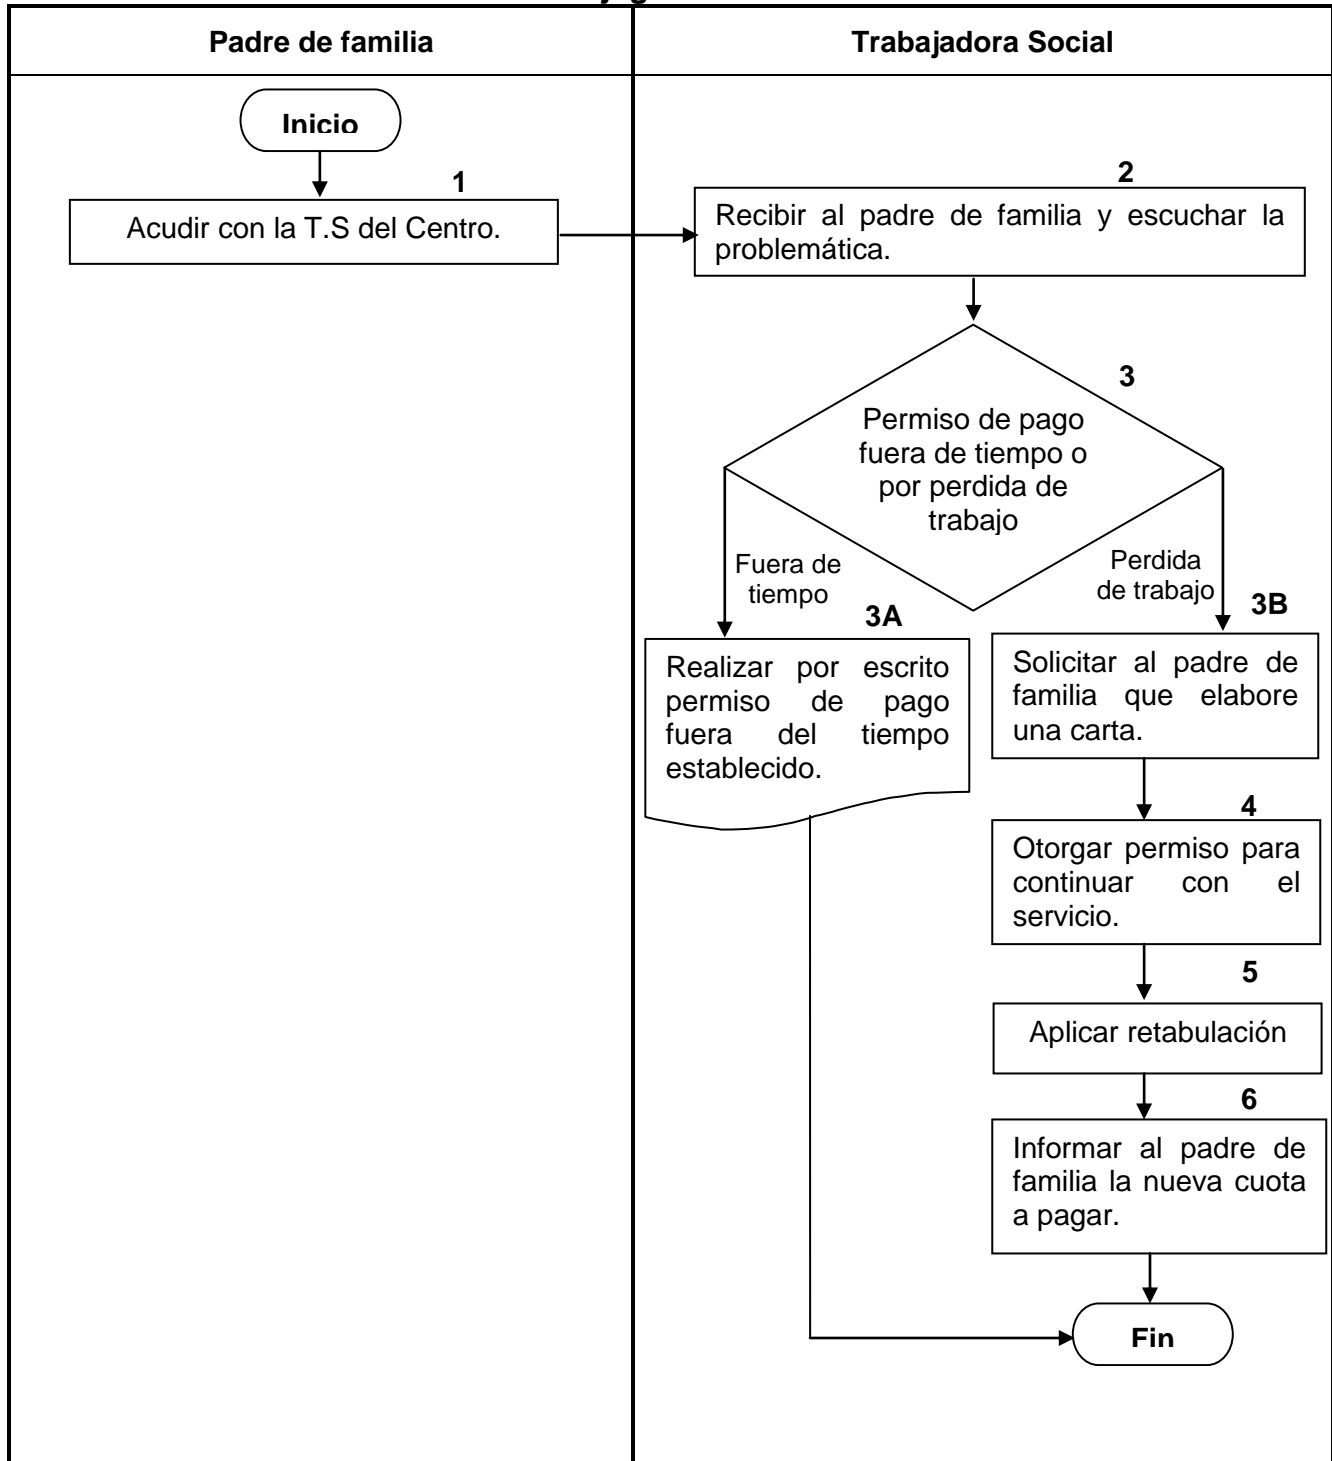 Padre de familia
Trabajadora Social
Inicio
1
Acudir con la T.S del Centro.
2
Recibir al padre de familia y escuchar la
problemática.
3
Permiso de pago
fuera de tiempo o
por perdida de
trabajo
Fuera de
tiempo
Perdida
de trabajo
3A
Realizar por escrito
permiso de pago
fuera del tiempo
establecido.
3B
Solicitar al padre de
familia que elabore
una carta.
4
Otorgar permiso para
continuar con el
servicio.
5
Aplicar retabulación
6
Informar al padre de
familia la nueva cuota
a pagar.
Fin